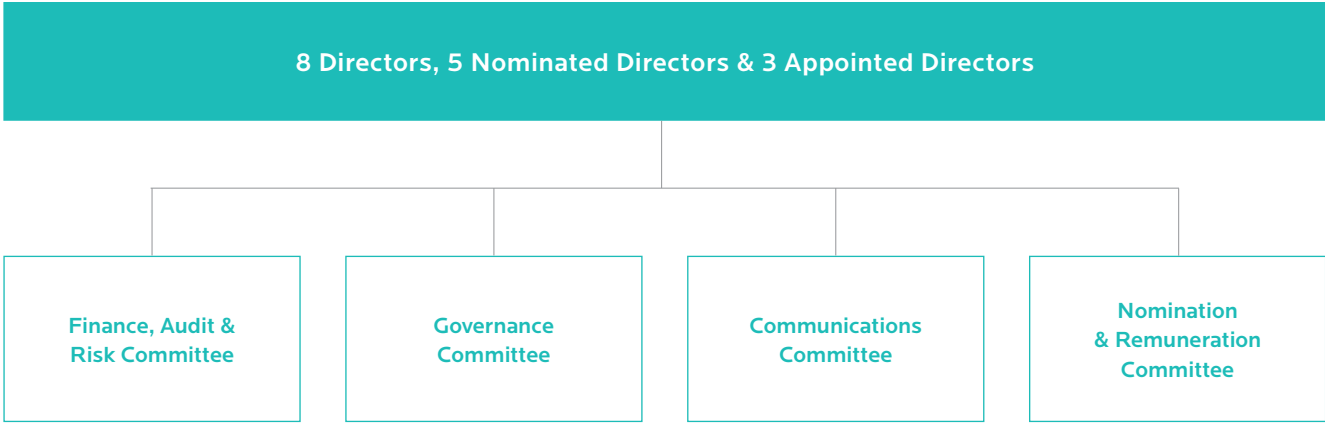 8 Directors, 5 Nominated Directors & 3 Appointed Directors
Finance, Audit &
Risk Committee
Governance
Committee
Communications
Committee
Nomination
& Remuneration
Committee